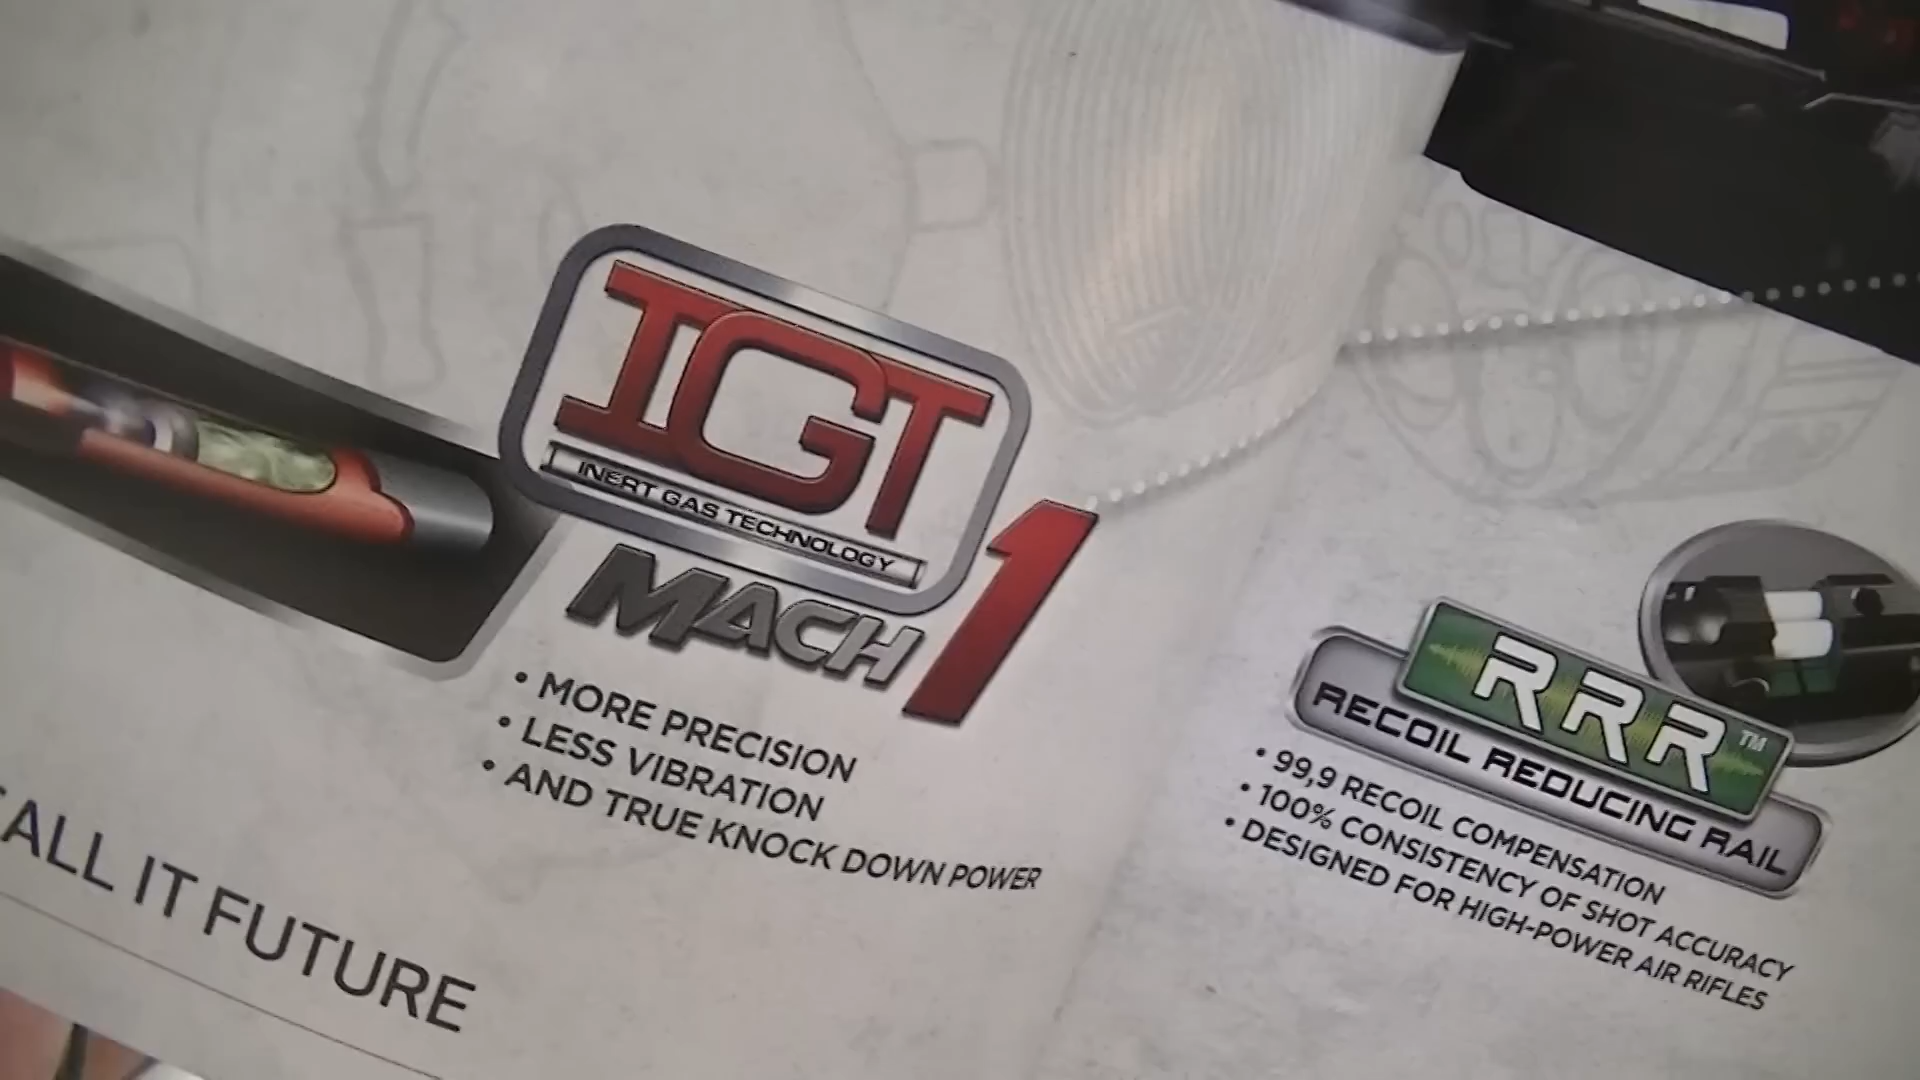 IGT
INERT GAS TECHNOLOGY
MACH 1
• MORE PRECISION
• LESS VIBRATION
• AND TRUE KNOCK DOWN POWER
RRR™
RECOIL REDUCING RAIL
• 99,9 RECOIL COMPENSATION
• 100% CONSISTENCY OF SHOT ACCURACY
• DESIGNED FOR HIGH-POWER AIR RIFLES
ALL IT FUTURE